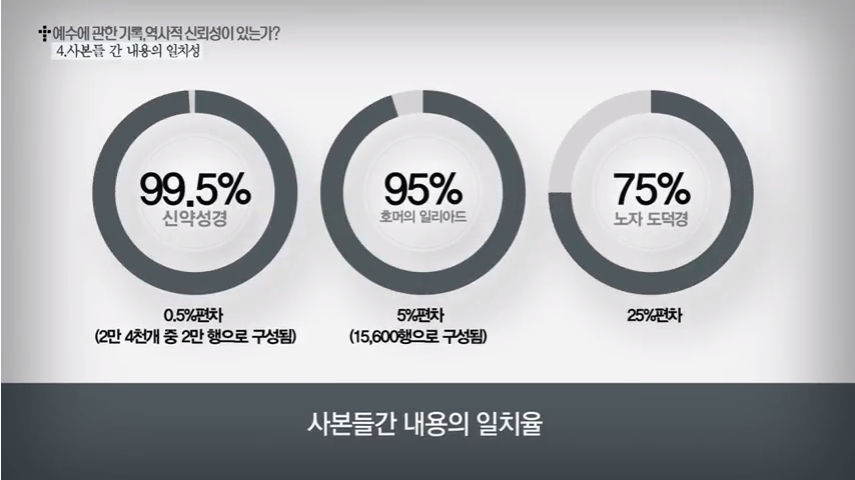 예수에 관한 기록,역사적 신뢰성이 있는가?
4.사본들 간 내용의 일치성
99.5%
신약성경
0.5%편차
(2만 4천개 중 2만 행으로 구성됨)
95%
호머의 일리아드
5%편차
(15,600행으로 구성됨)
75%
노자 도덕경
25%편차
사본들간 내용의 일치율